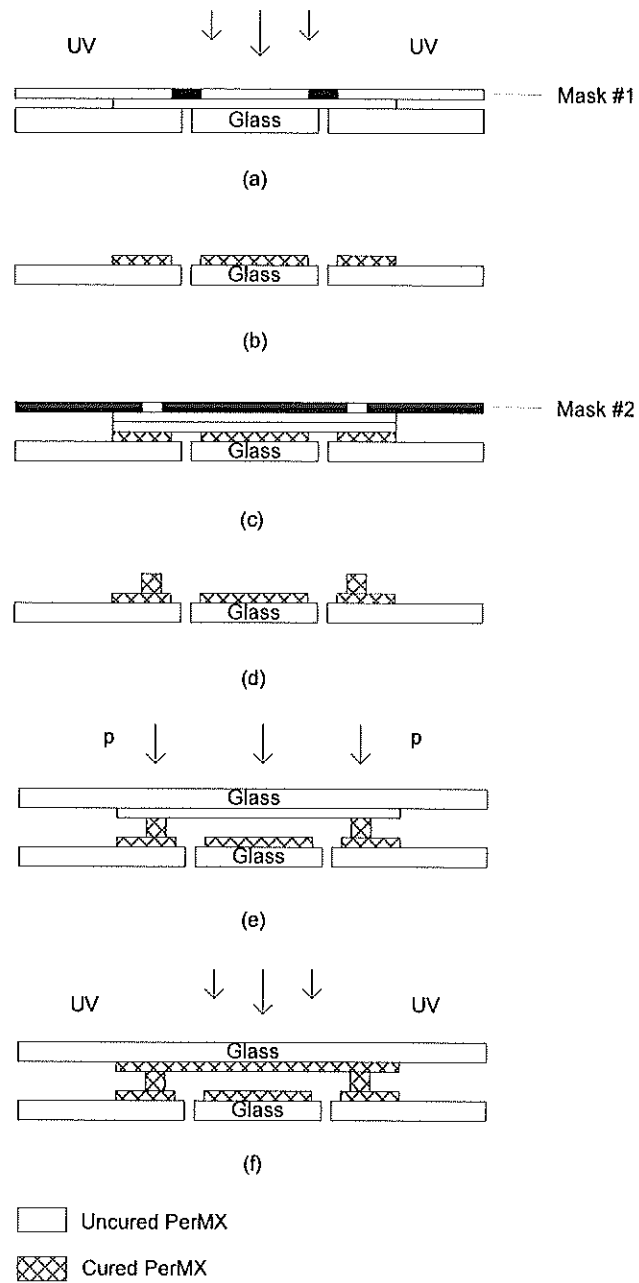 UV UV
Mask #1
Glass
(a)
Glass
(b)
Mask #2
Glass
(c)
Glass
(d)
p p
Glass
Glass
(e)
UV UV
Glass
Glass
(f)
Uncured PerMX
Cured PerMX